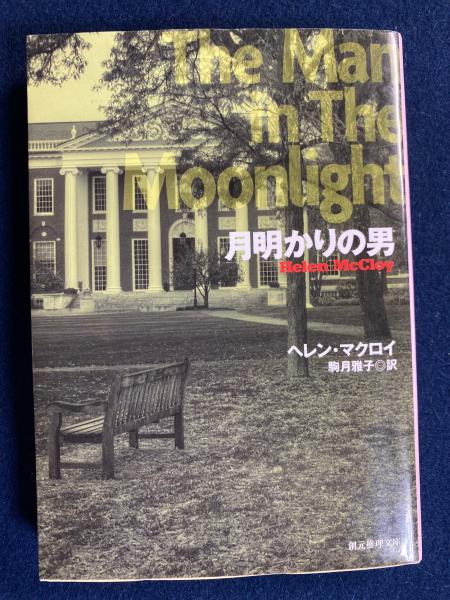 The Man
in The
Moonlight
月明かりの男
Helen McCloy
ヘレン・マクロイ
駒月雅子◎訳
創元推理文庫